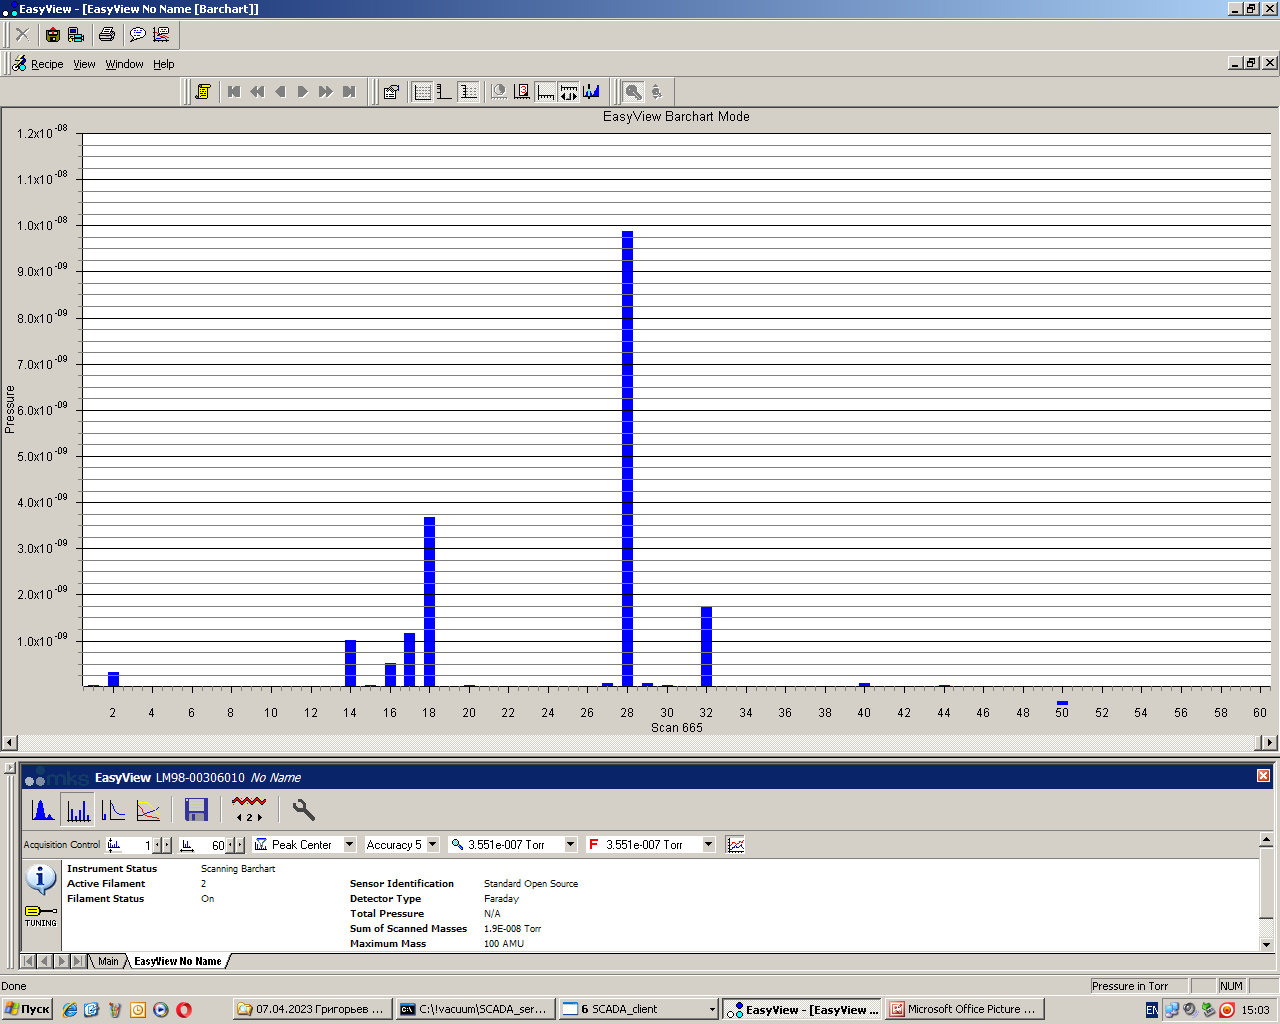 EasyView - [EasyView No Name [Barchart]]
Recipe View Window Help
EasyView Barchart Mode
1.2x10 -08
1.1x10 -08
1.0x10 -08
9.0x10 -09
8.0x10 -09
7.0x10 -09
6.0x10 -09
5.0x10 -09
4.0x10 -09
3.0x10 -09
2.0x10 -09
1.0x10 -09
Pressure
2 4 6 8 10 12 14 16 18 20 22 24 26 28 30 32 34 36 38 40 42 44 46 48 50 52 54 56 58 60
Scan 665
mks EasyView LM98-00306010 No Name
2
Acquisition Control 1 60 Peak Center Accuracy 5 3.551e-007 Torr F 3.551e-007 Torr
Instrument Status Scanning Barchart
Active Filament 2 Sensor Identification Standard Open Source
Filament Status On Detector Type Faraday
TUNING
Total Pressure N/A
Sum of Scanned Masses 1.9E-008 Torr
Maximum Mass 100 AMU
Main EasyView No Name
Done Pressure in Torr NUM
Пуск 07.04.2023 Григорьев ... C:\!vacuum\SCADA_ser... 6 SCADA_client EasyView - [EasyView ... Microsoft Office Picture ... EN 15:03